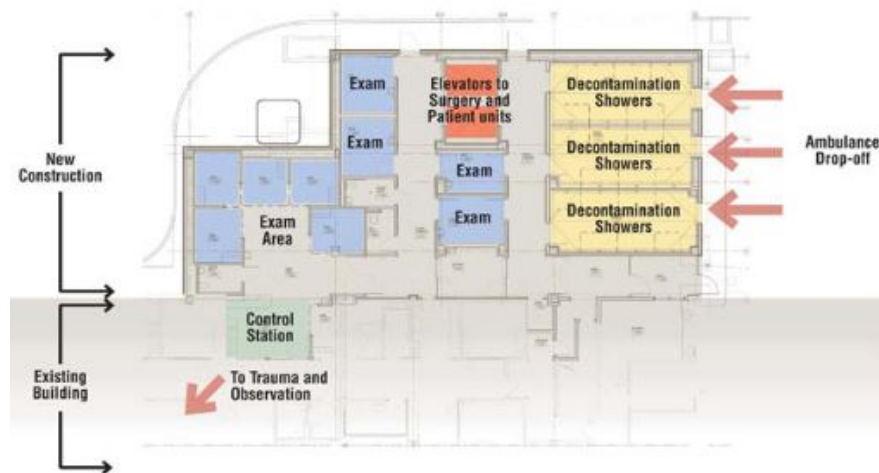 Exam
Elevators to
Surgery and
Patient units
Decontamination
Showers
Exam
Decontamination
Showers
Ambulance
Drop-off
New
Construction
Exam
Exam
Area
Exam
Decontamination
Showers
Control
Station
Existing
Building
To Trauma and
Observation